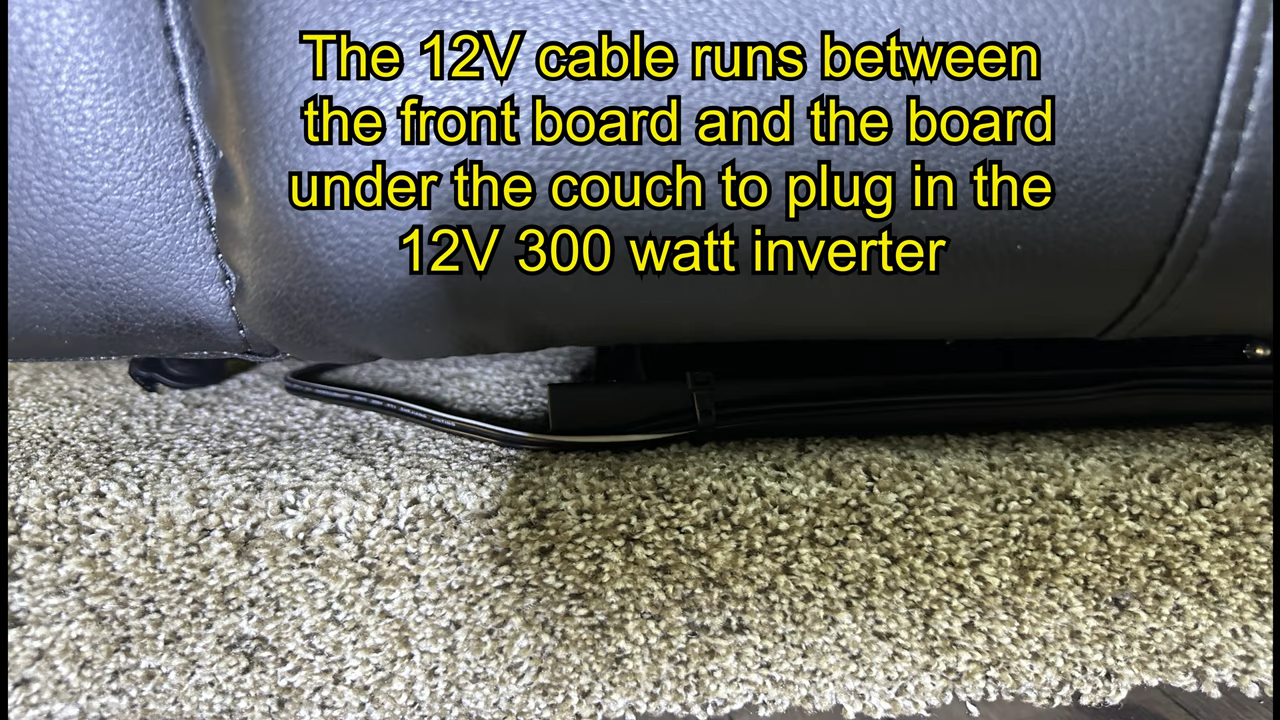 The 12V cable runs between
the front board and the board
under the couch to plug in the
12V 300 watt inverter